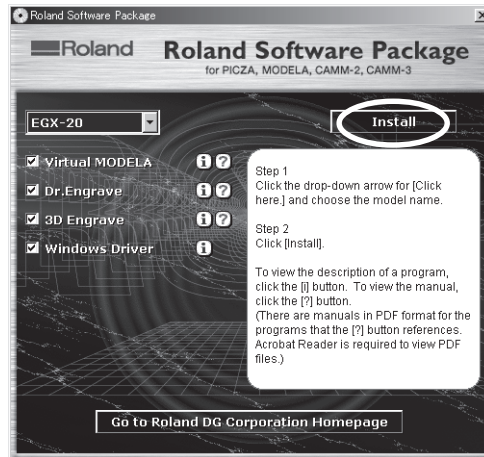 Roland Software Package
Roland
Roland Software Package
for PICZA, MODELA, CAMM-2, CAMM-3
EGX-20
Install
Virtual MODELA
i ?
Dr.Engrave
i ?
3D Engrave
i ?
Windows Driver
i
Step 1
Click the drop-down arrow for [Click
here.] and choose the model name.
Step 2
Click [Install].
To view the description of a program,
click the [i] button. To view the manual,
click the [?] button.
(There are manuals in PDF format for the
programs that the [?] button references.
Acrobat Reader is required to view PDF
files.)
Go to Roland DG Corporation Homepage